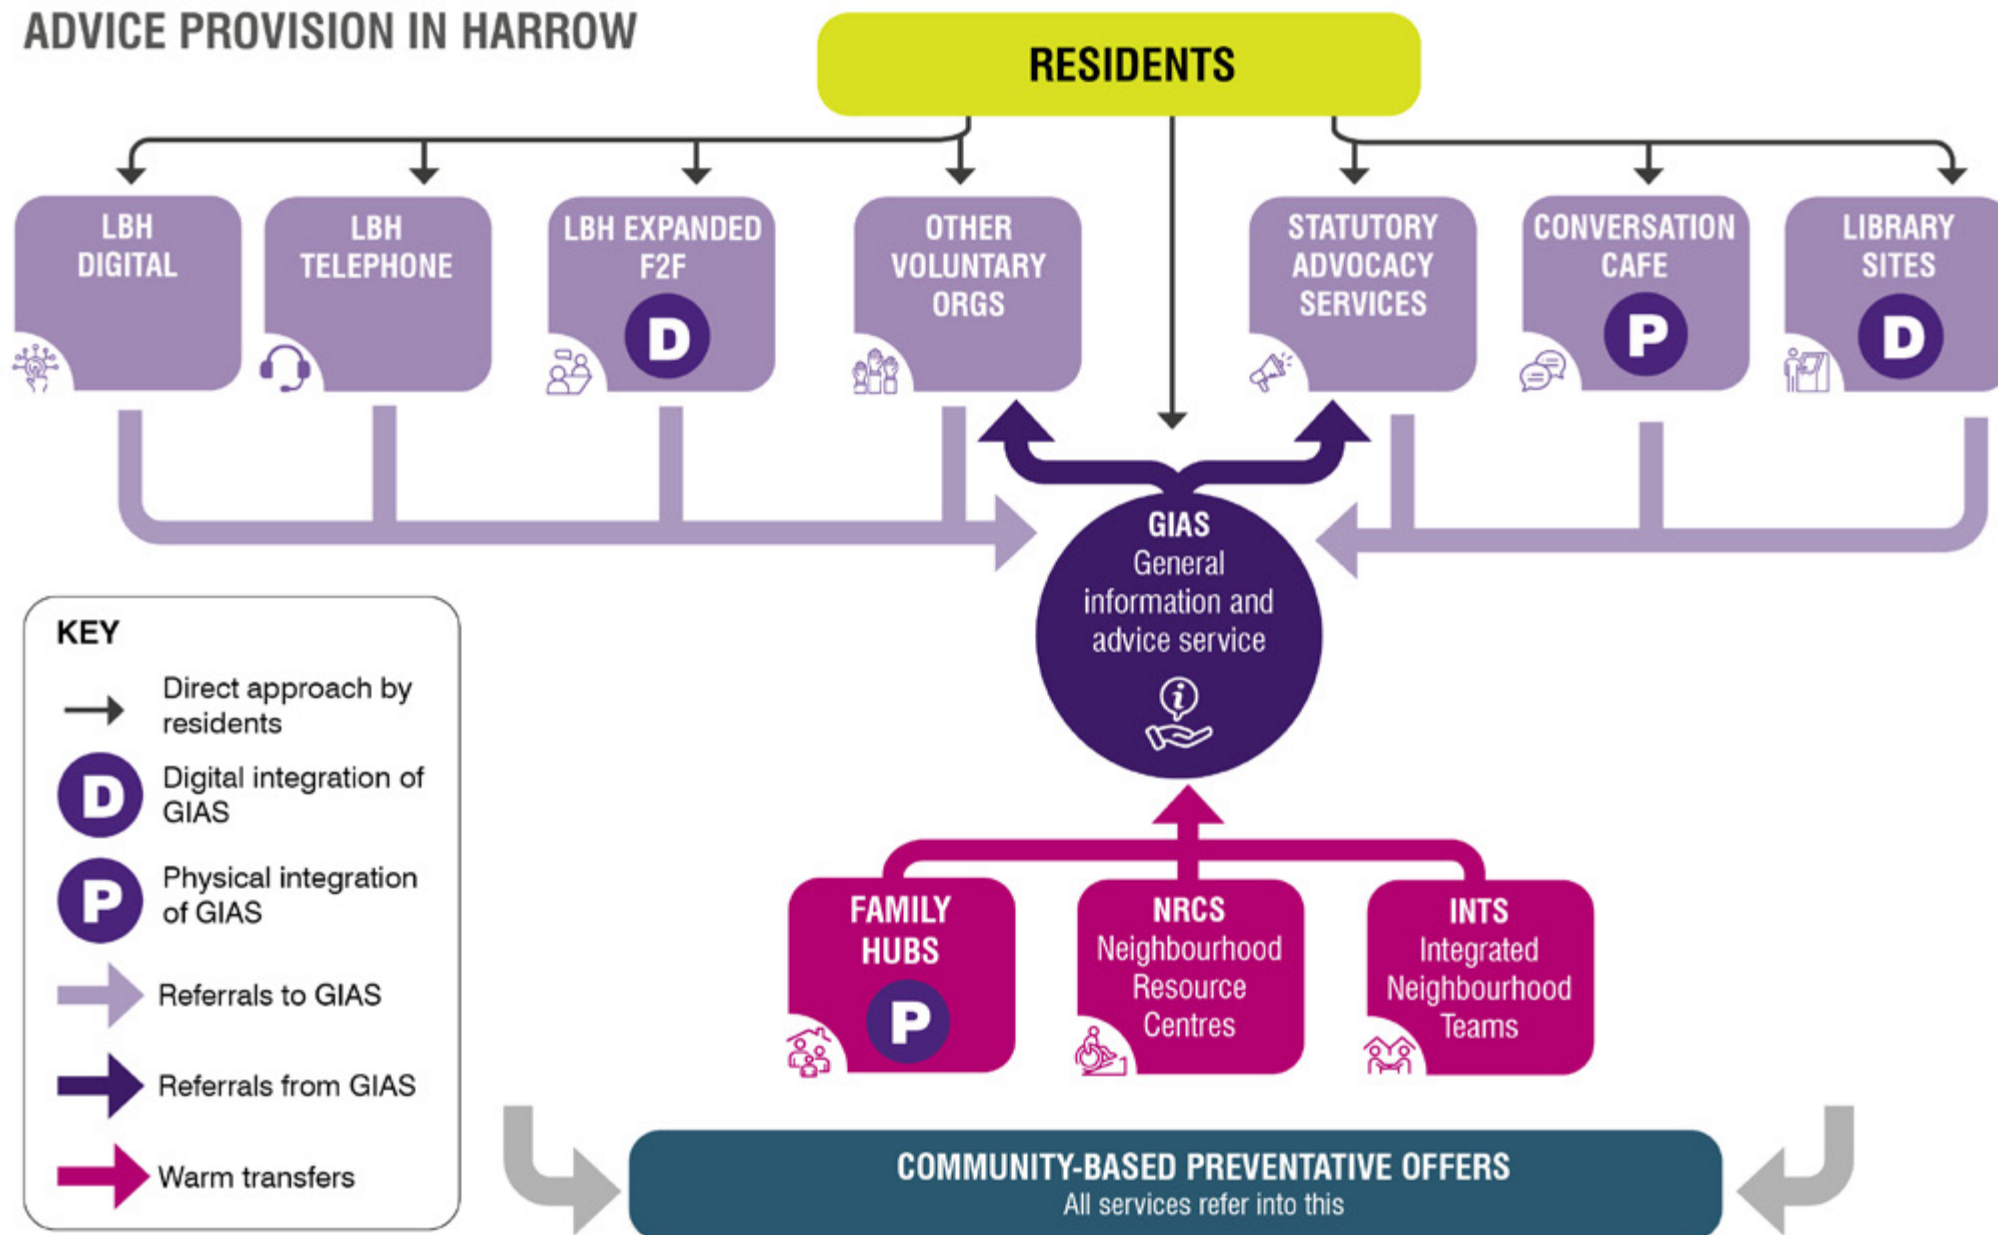 ADVICE PROVISION IN HARROW
RESIDENTS
LBH
DIGITAL
LBH
TELEPHONE
LBH EXPANDED
F2F
D
OTHER
VOLUNTARY
ORGS
STATUTORY
ADVOCACY
SERVICES
CONVERSATION
CAFE
P
LIBRARY
SITES
D
GIAS
General
information and
advice service
i
KEY
Direct approach by
residents
D
Digital integration of
GIAS
P
Physical integration
of GIAS
Referrals to GIAS
Referrals from GIAS
Warm transfers
FAMILY
HUBS
P
NRCS
Neighbourhood
Resource
Centres
INTS
Integrated
Neighbourhood
Teams
COMMUNITY-BASED PREVENTATIVE OFFERS
All services refer into this